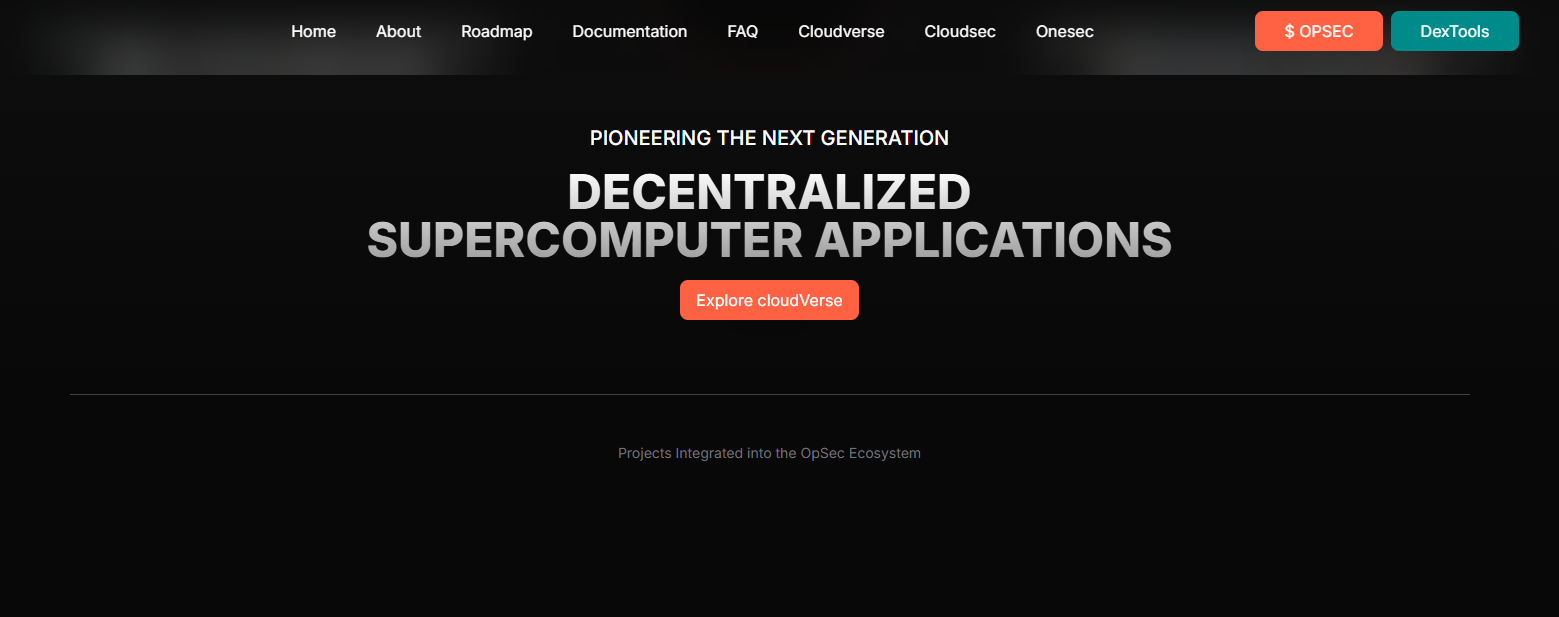 Home About Roadmap Documentation FAQ Cloudverse Cloudsec Onesec $ OPSEC DexTools
PIONEERING THE NEXT GENERATION
DECENTRALIZED
SUPERCOMPUTER APPLICATIONS
Explore cloudVerse
Projects Integrated into the OpSec Ecosystem